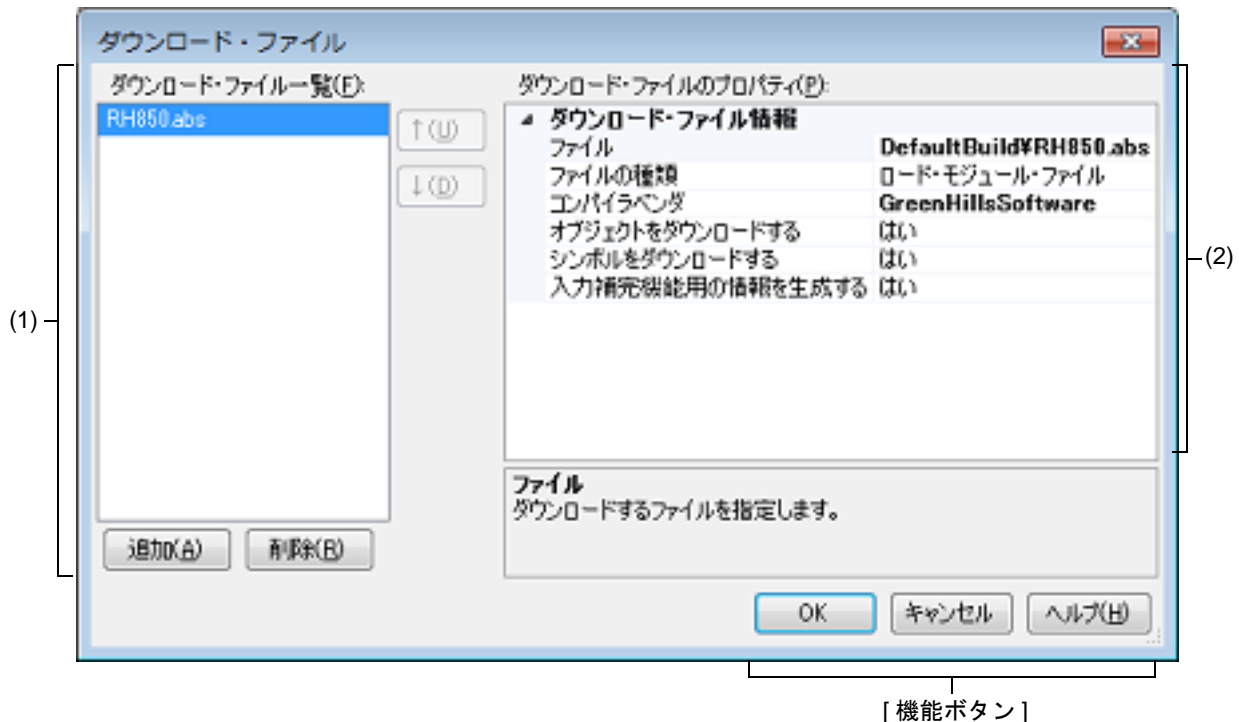 ダウンロード・ファイル
ダウンロード・ファイル一覧(F):
RH850.abs
↑(U)
↓(D)
追加(A)
削除(R)
ダウンロード・ファイルのプロパティ(P):
ダウンロード・ファイル情報
ファイル DefaultBuild¥RH850.abs
ファイルの種類 ロード・モジュール・ファイル
コンパイラベンダ GreenHillsSoftware
オブジェクトをダウンロードする はい
シンボルをダウンロードする はい
入力補完機能用の情報を生成する はい
ファイル
ダウンロードするファイルを指定します。
OK
キャンセル
ヘルプ(H)
(1)
(2)
[ 機能ボタン ]